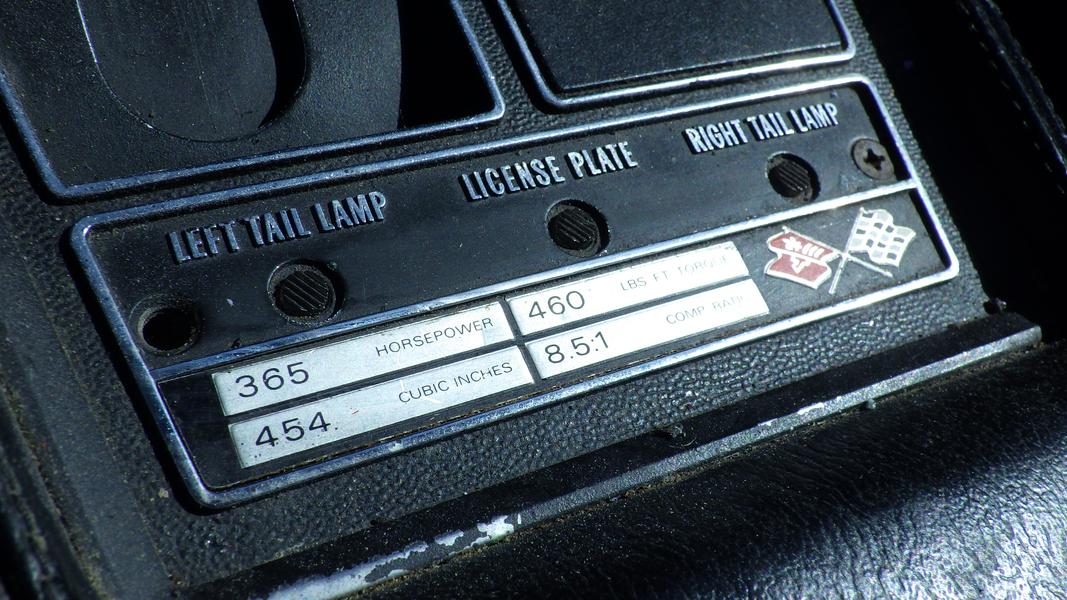 LEFT TAIL LAMP
LICENSE PLATE
RIGHT TAIL LAMP
365 HORSEPOWER
460 LBS FT TORQUE
454. CUBIC INCHES
8.5:1 COMP RATIO